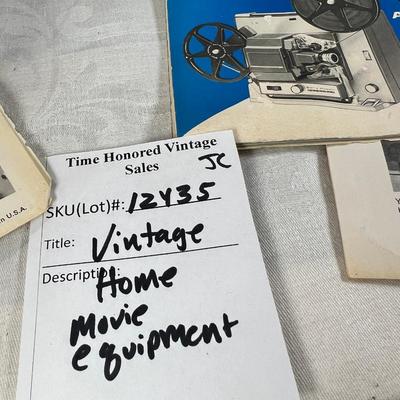 A
n U.S.A.
Time Honored Vintage
Sales
JC
SKU(Lot)#: 12435
Title: Vintage
Description:
Home
movie
equipment